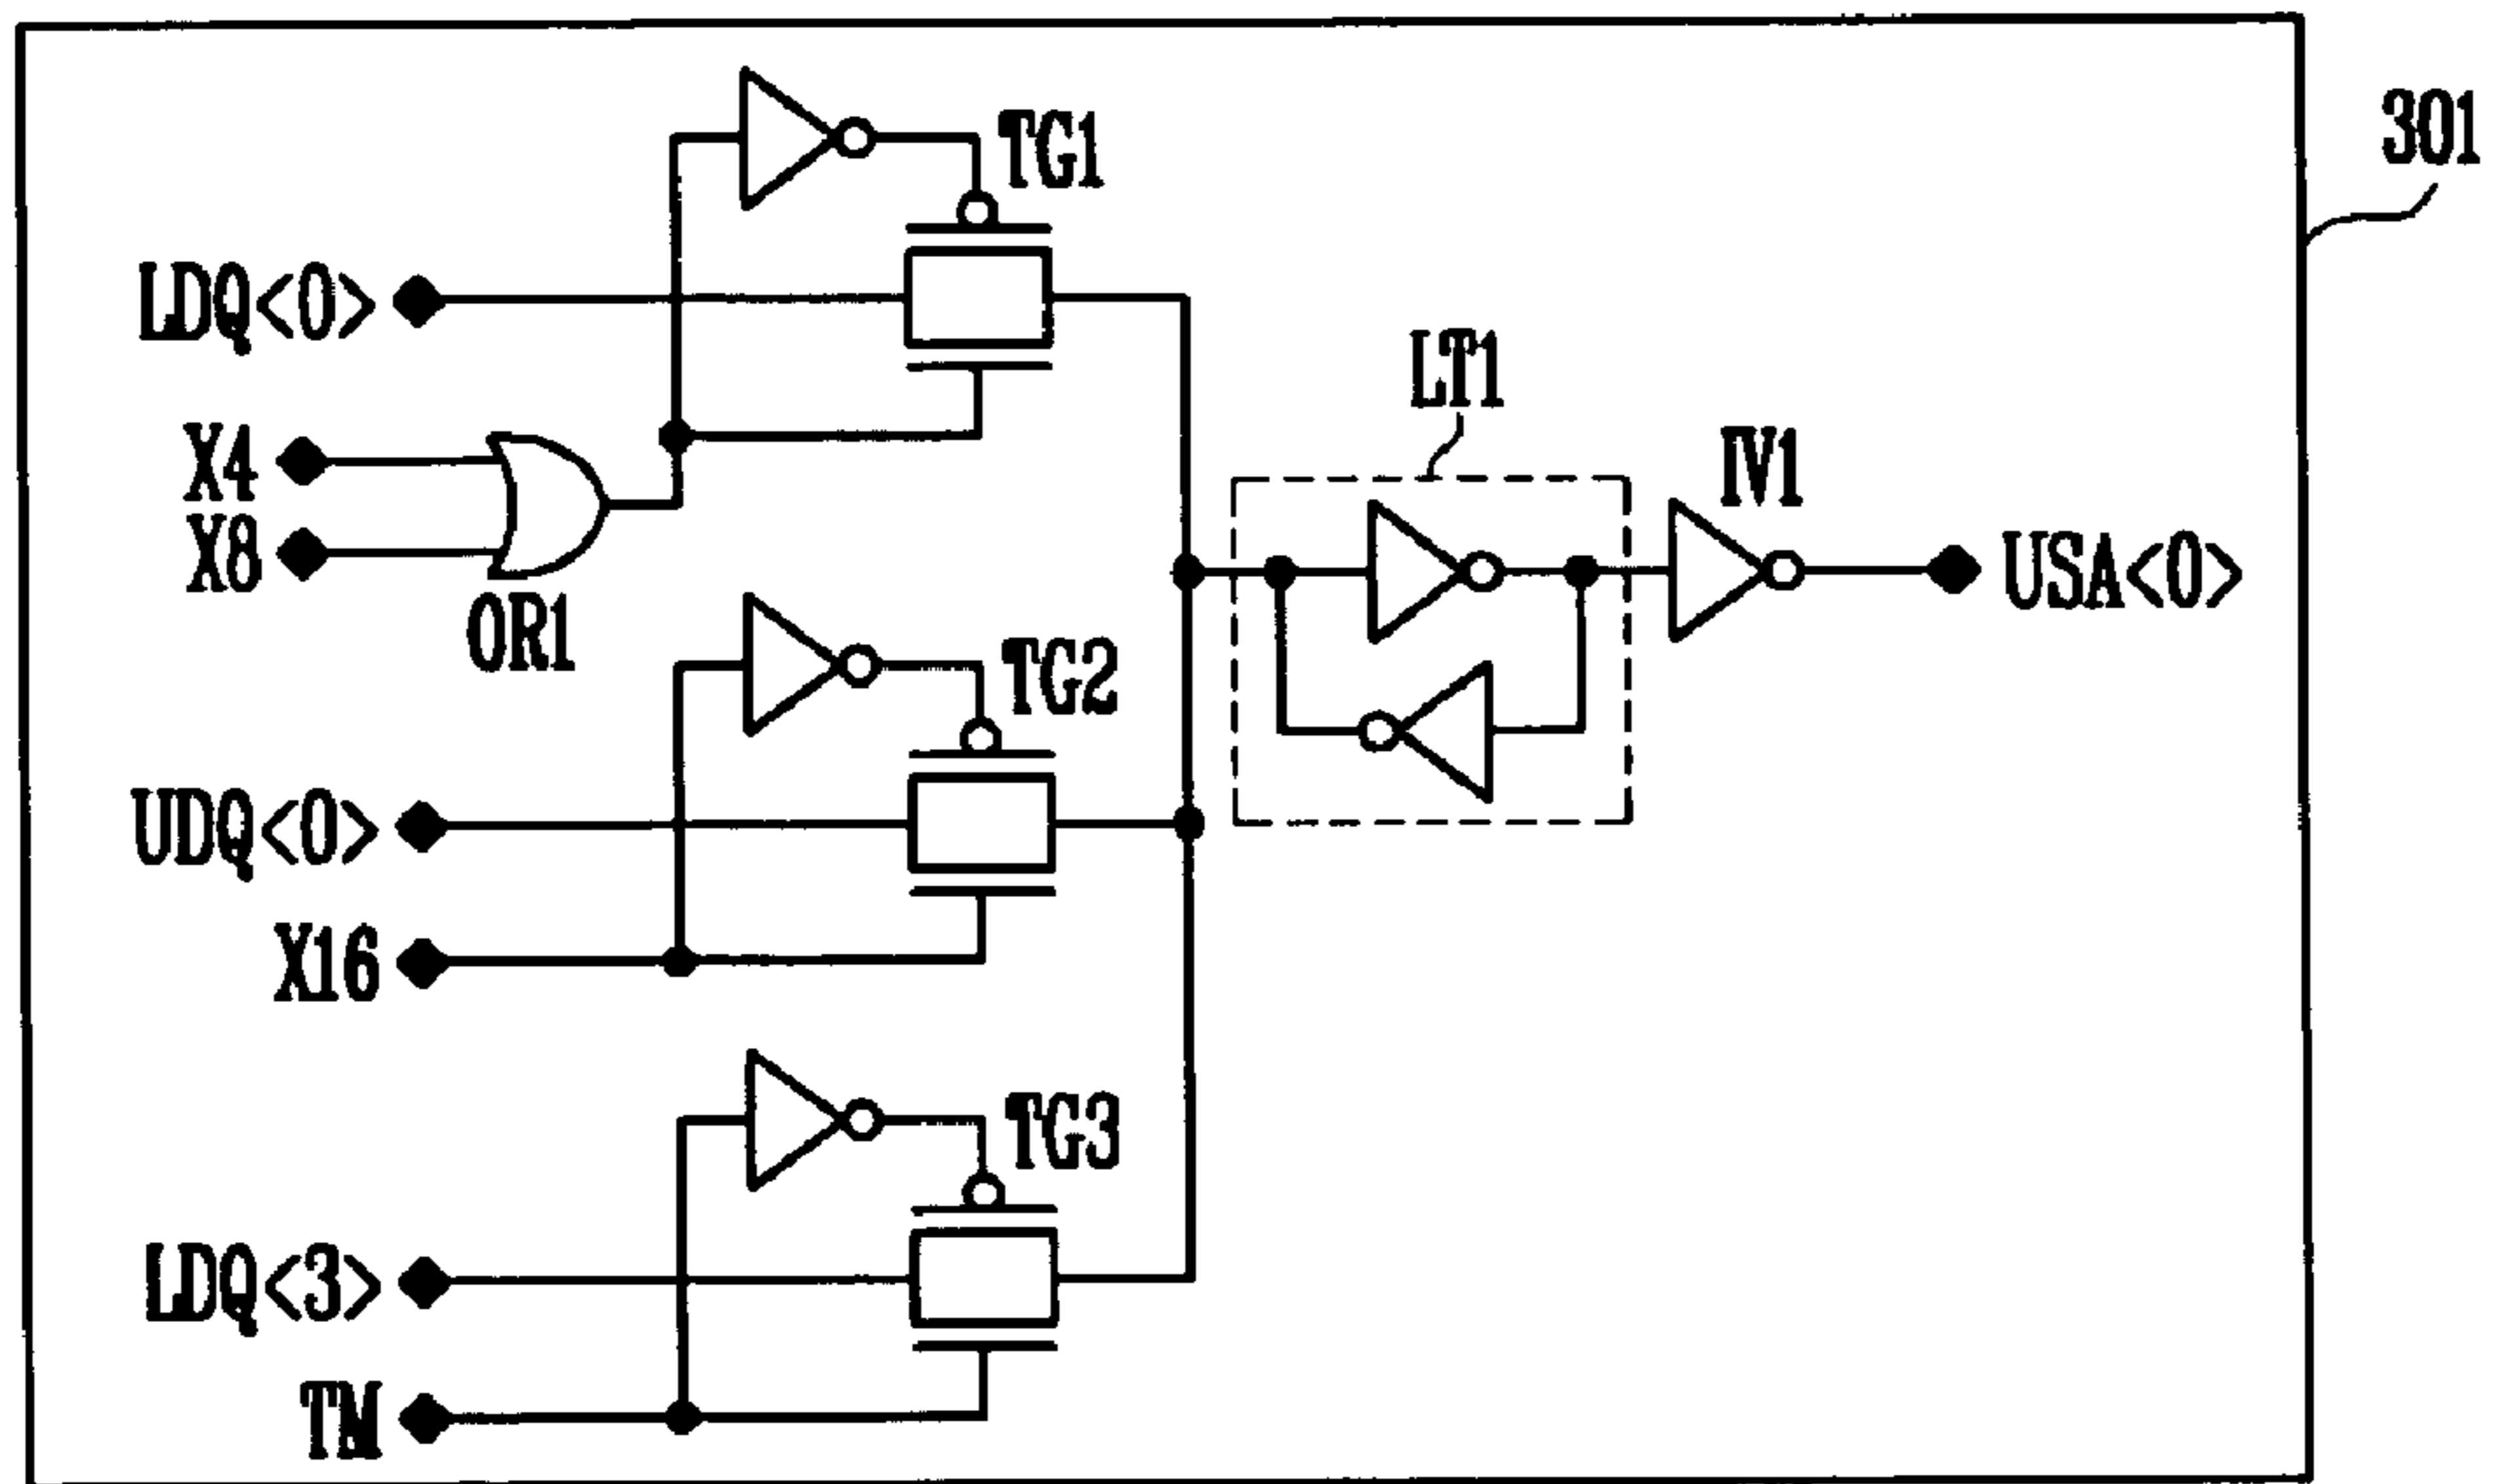 TG1
301
LDQ<0>
X4
X8
OR1
LT1
IV1
USA<0>
TG2
UDQ<0>
X16
TG3
LDQ<3>
TM